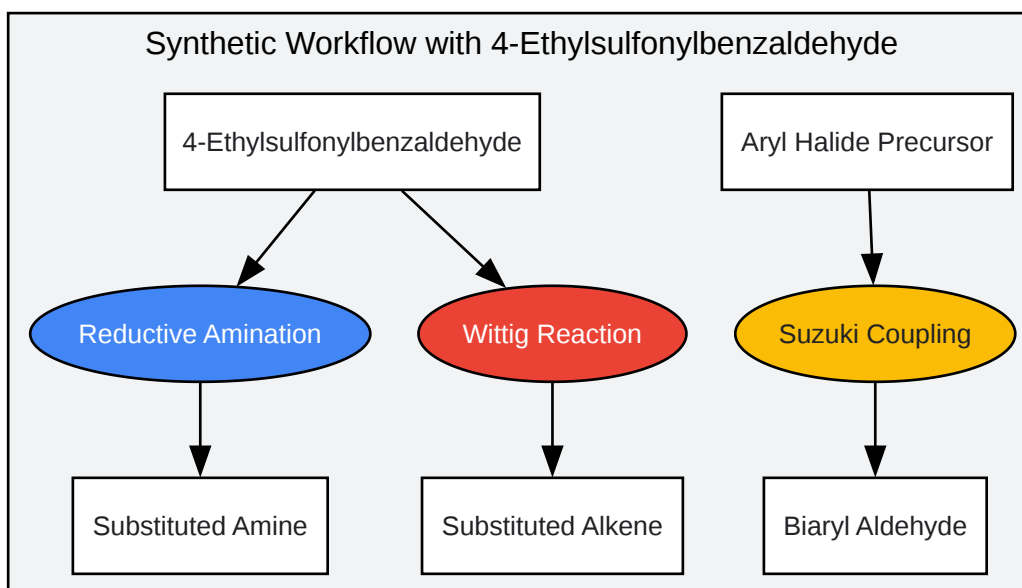 Synthetic Workflow with 4-Ethylsulfonylbenzaldehyde
4-Ethylsulfonylbenzaldehyde
Aryl Halide Precursor
Reductive Amination
Wittig Reaction
Suzuki Coupling
Substituted Amine
Substituted Alkene
Biaryl Aldehyde